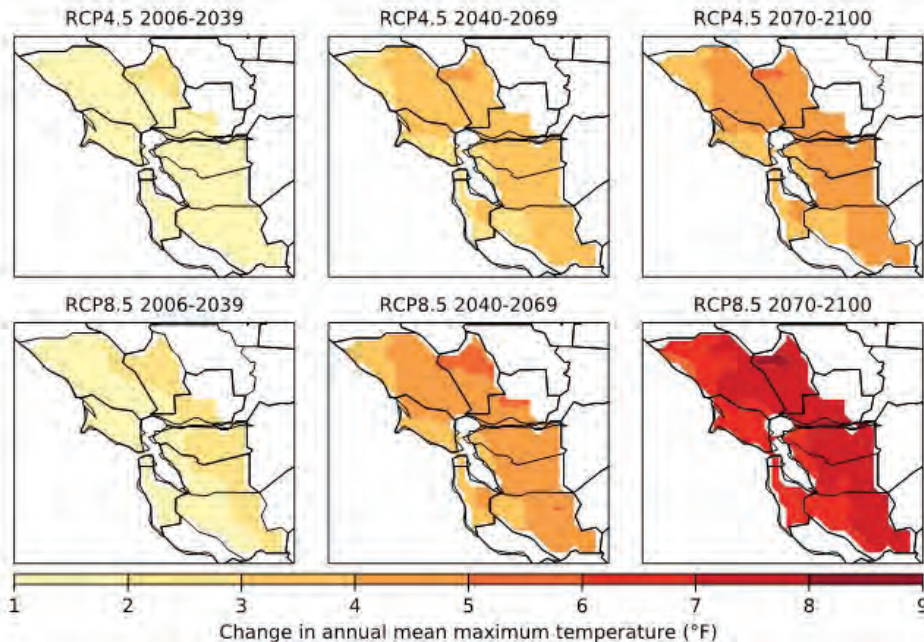 RCP4.5 2006-2039 RCP4.5 2040-2069 RCP4.5 2070-2100
RCP8.5 2006-2039 RCP8.5 2040-2069 RCP8.5 2070-2100
1 2 3 4 5 6 7 8 9
Change in annual mean maximum temperature (°F)